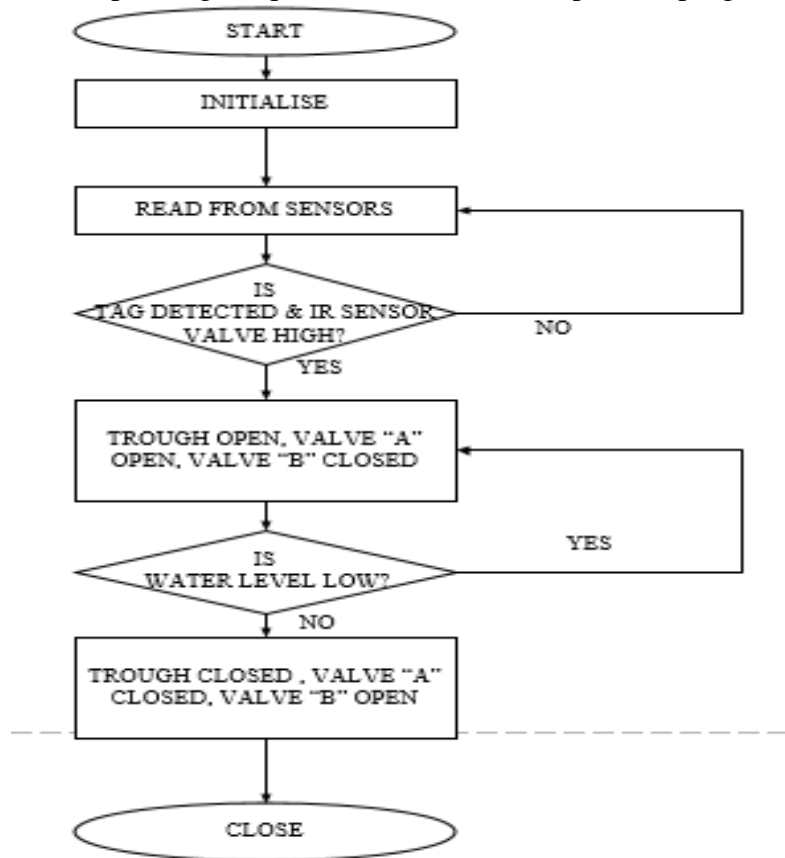 START
INITIALISE
READ FROM SENSORS
IS
TAG DETECTED & IR SENSOR
VALVE HIGH?
NO
YES
TROUGH OPEN, VALVE “A”
OPEN, VALVE “B” CLOSED
IS
WATER LEVEL LOW?
YES
NO
TROUGH CLOSED , VALVE “A”
CLOSED, VALVE “B” OPEN
CLOSE